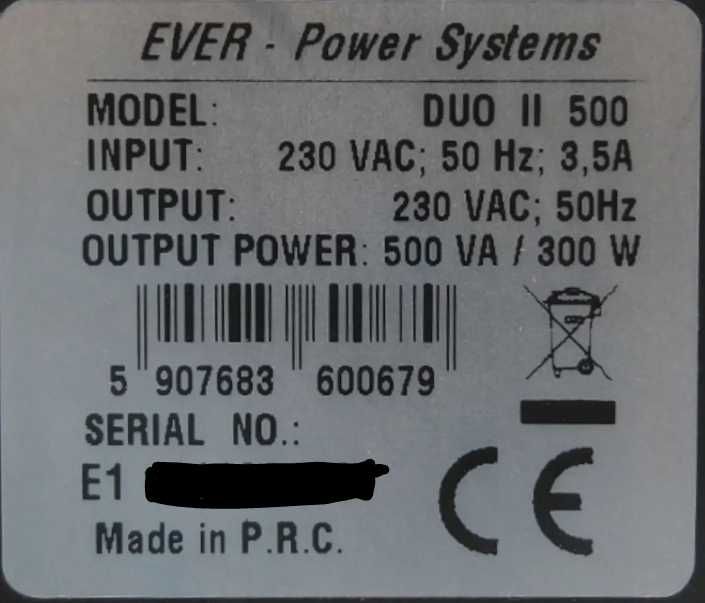 EVER - Power Systems
MODEL: DUO II 500
INPUT: 230 VAC; 50 Hz; 3,5A
OUTPUT: 230 VAC; 50Hz
OUTPUT POWER: 500 VA / 300 W
5 907683 600679
SERIAL NO.:
E1
CE
Made in P.R.C.